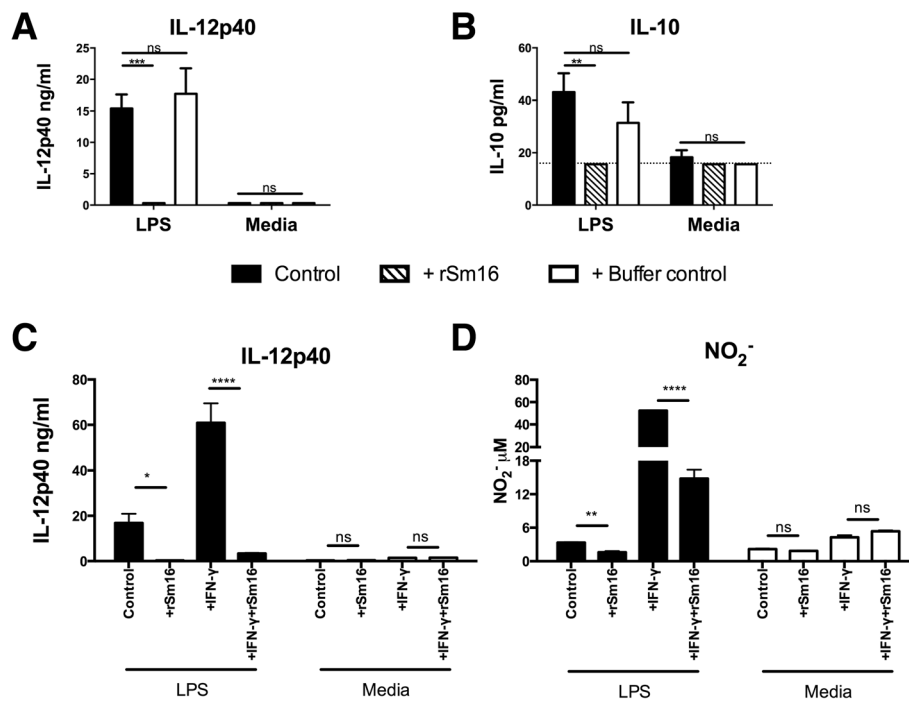 A
IL-12p40
IL-12p40 ng/ml
25
20
15
10
5
0
ns
***
ns
LPS
Media
B
IL-10
IL-10 pg/ml
60
40
20
0
ns
**
ns
LPS
Media
Control
+ rSm16
+ Buffer control
C
IL-12p40
IL-12p40 ng/ml
80
60
40
20
0
*
****
ns
ns
Control
+rSm16
+IFN-γ
+IFN-γ+rSm16
Control
+rSm16
+IFN-γ
+IFN-γ+rSm16
LPS
Media
D
NO2-
NO2- µM
80
60
40
20
18
12
6
0
**
****
ns
ns
Control
+rSm16
+IFN-γ
+IFN-γ+rSm16
Control
+rSm16
+IFN-γ
+IFN-γ+rSm16
LPS
Media